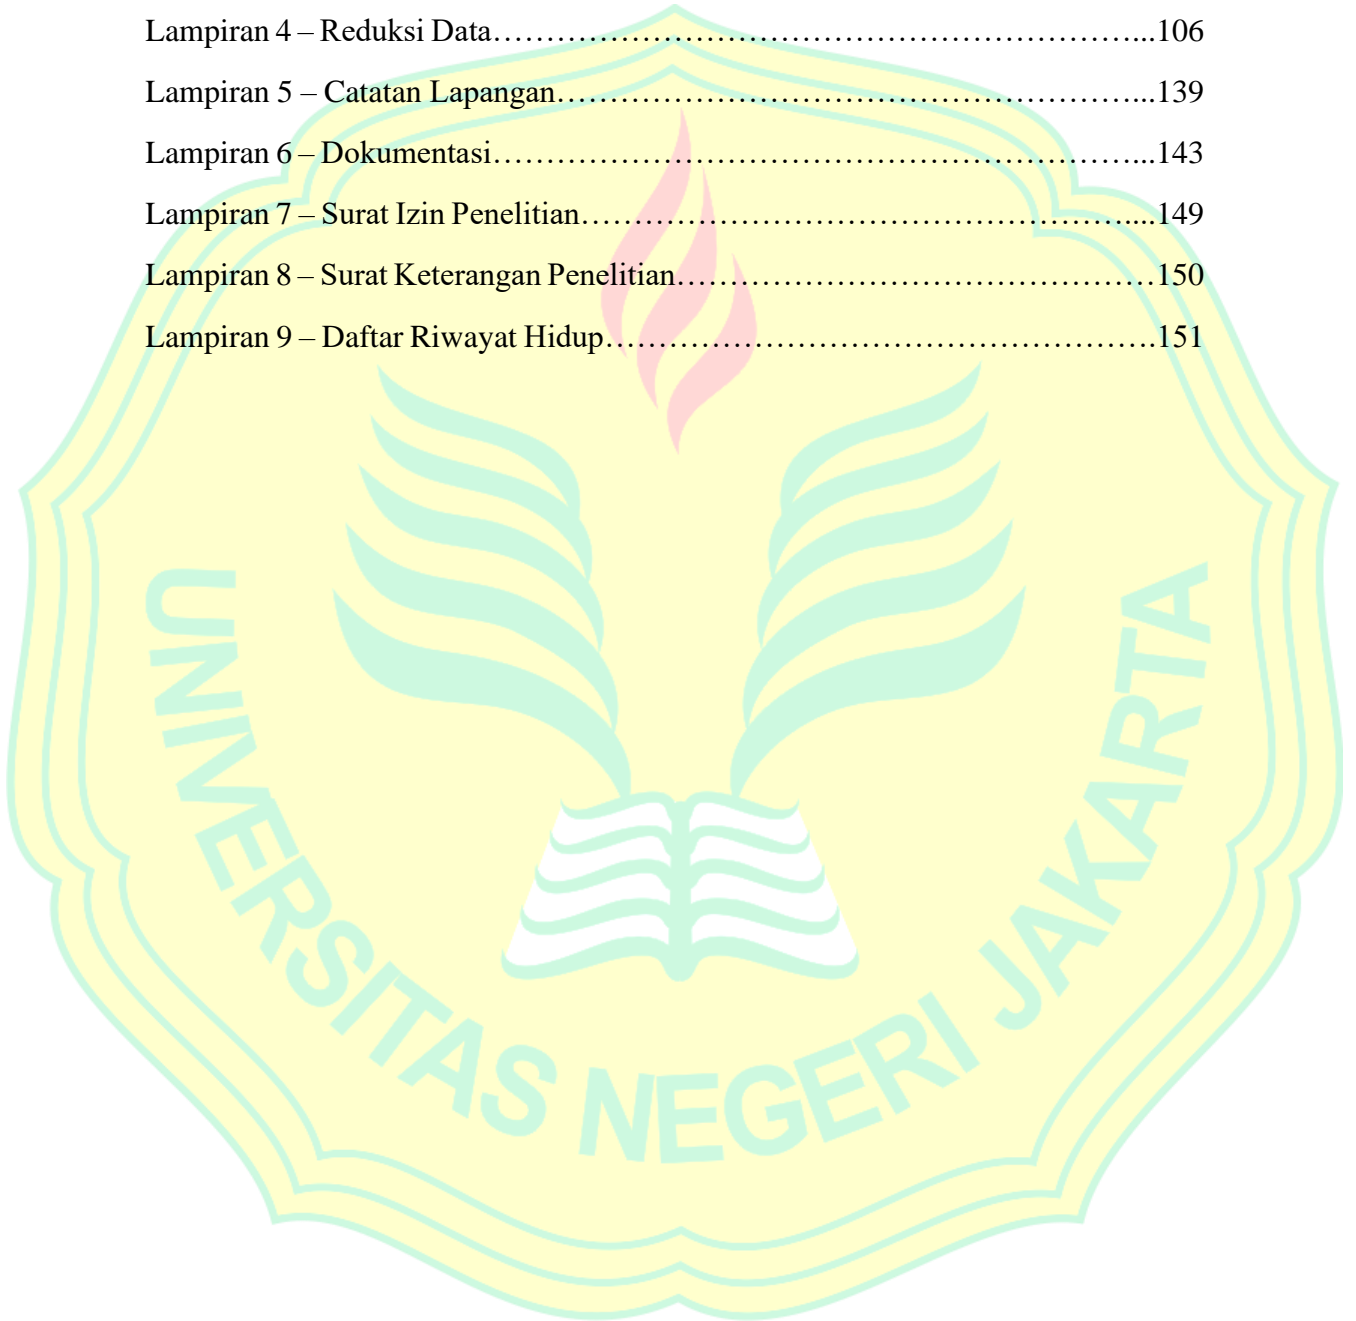 Lampiran 4 – Reduksi Data…………………………………………………………...106
Lampiran 5 – Catatan Lapangan……………………………………………………...139
Lampiran 6 – Dokumentasi…………………………………………………………...143
Lampiran 7 – Surat Izin Penelitian…………………………………………………....149
Lampiran 8 – Surat Keterangan Penelitian……………………………………………150
Lampiran 9 – Daftar Riwayat Hidup………………………………………………….151
UNIVERSITAS NEGERI JAKARTA